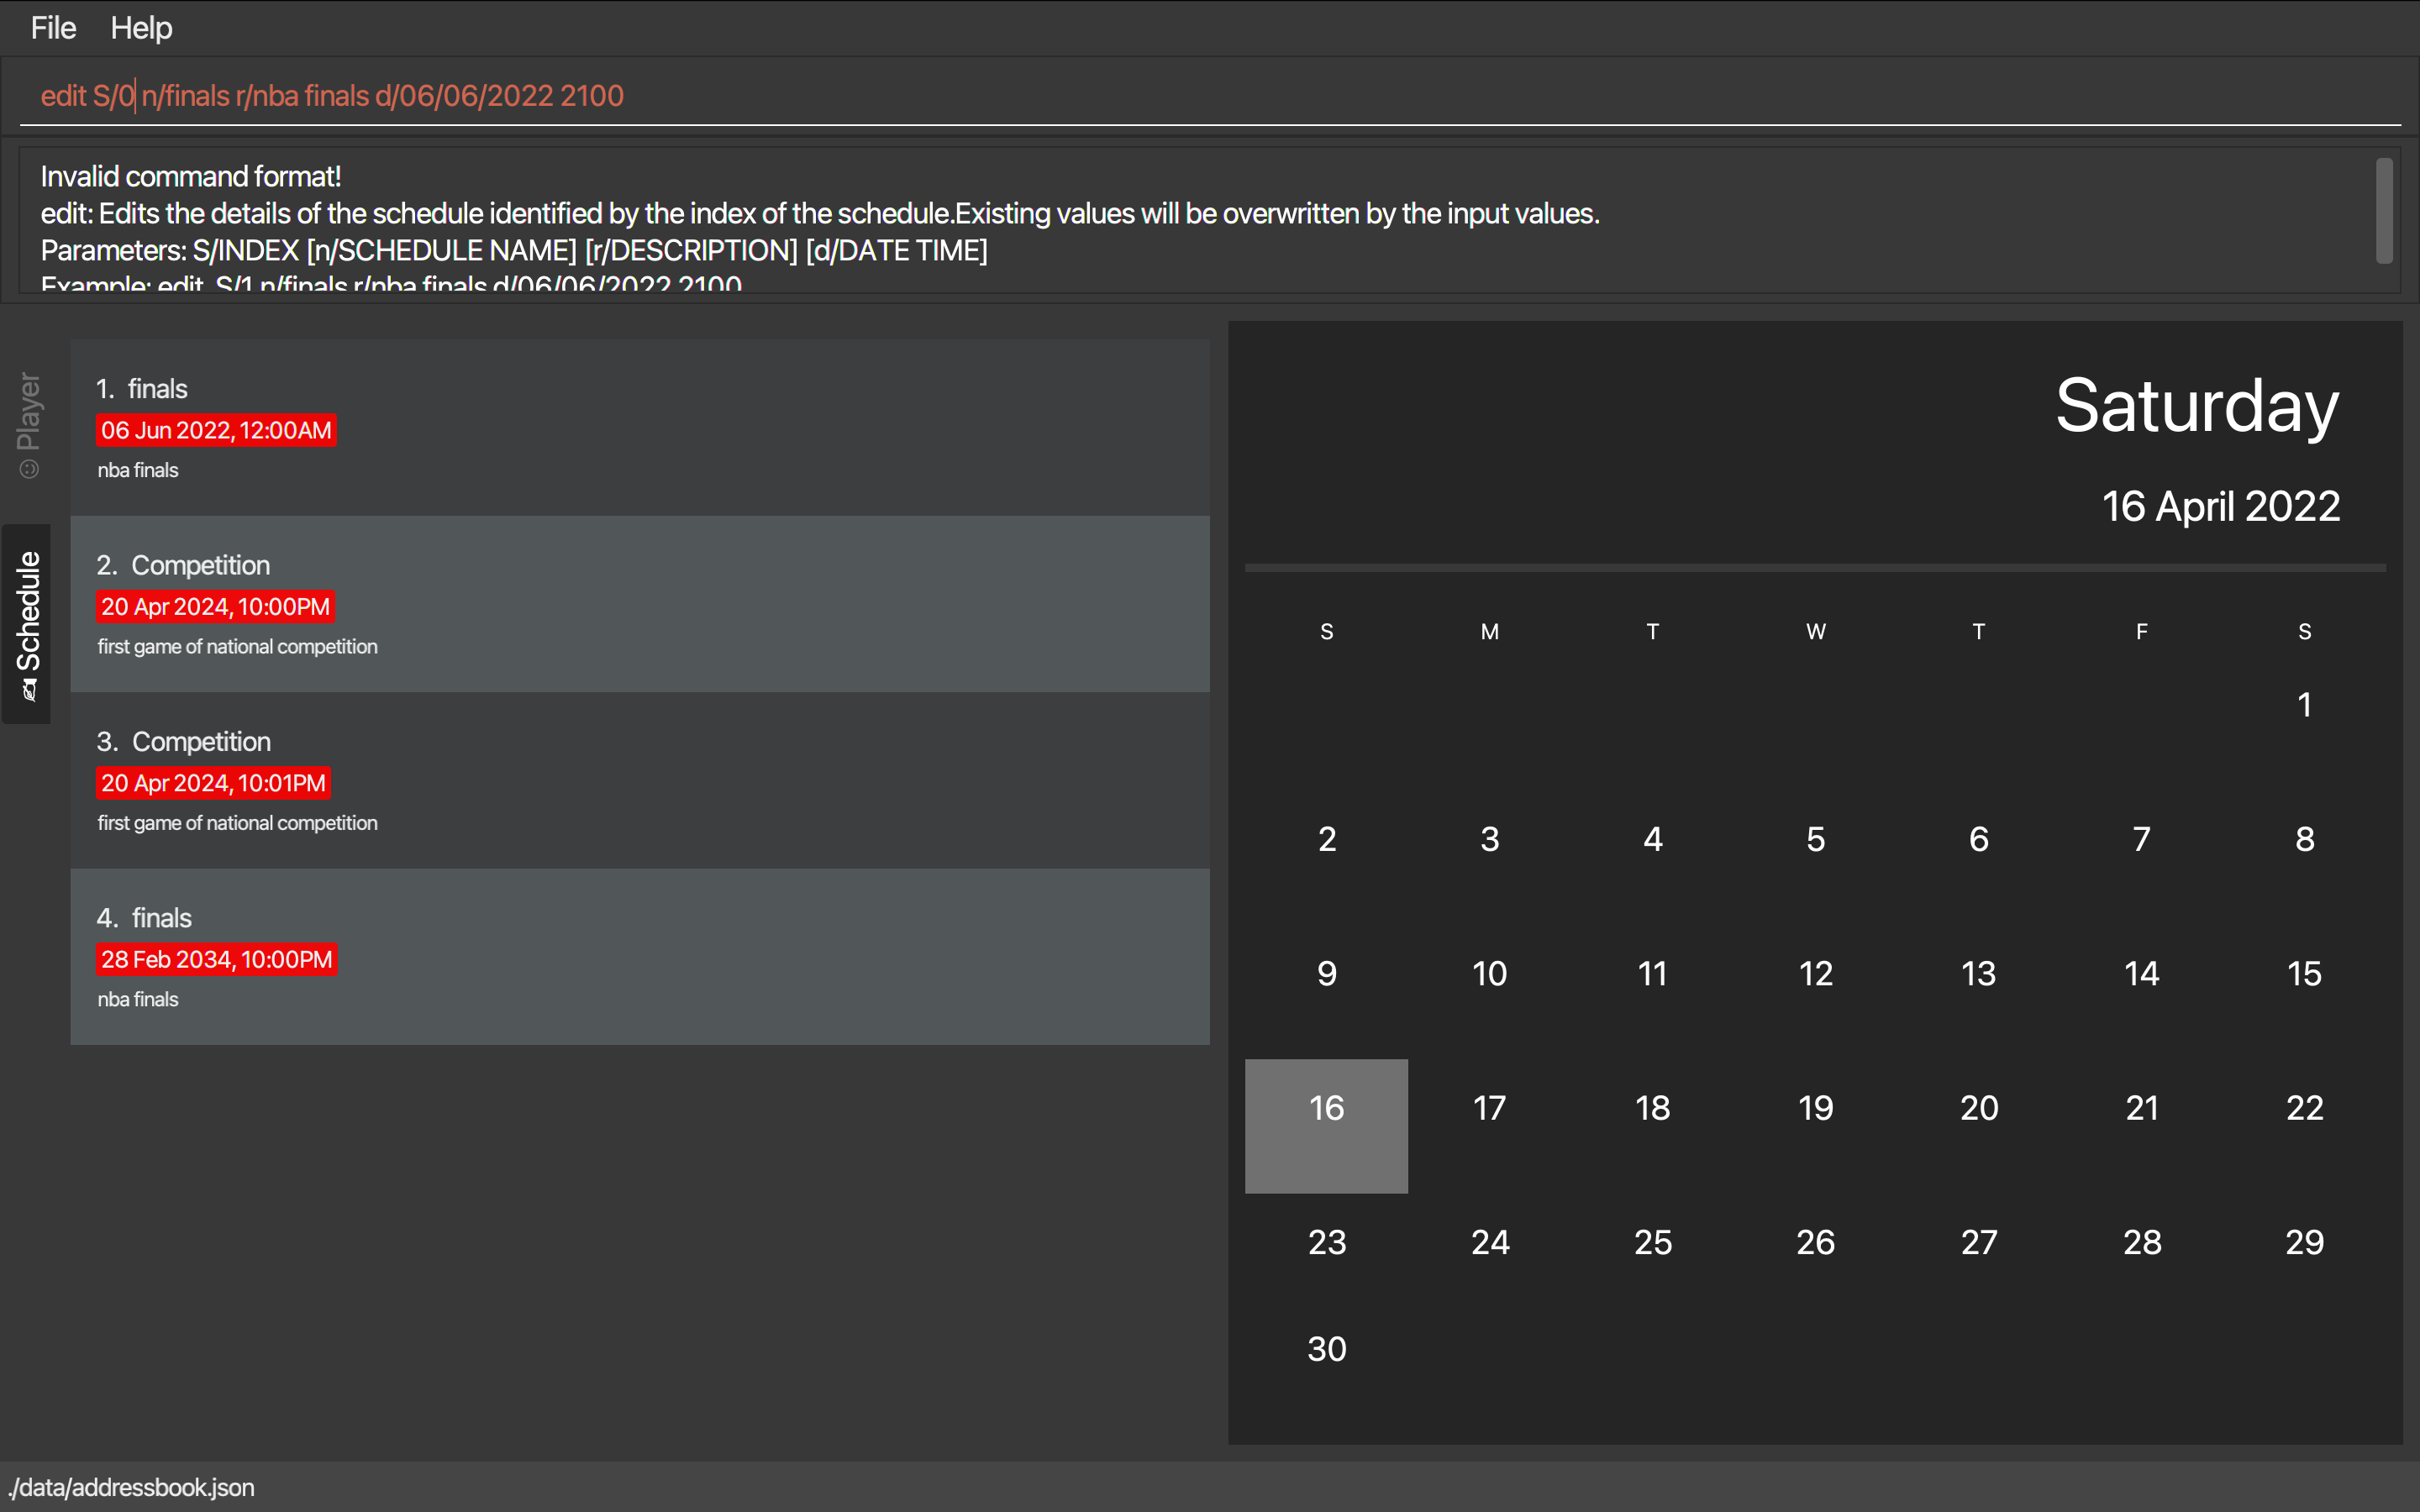 File Help
edit S/0 n/finals r/nba finals d/06/06/2022 2100
Invalid command format!
edit: Edits the details of the schedule identified by the index of the schedule.Existing values will be overwritten by the input values.
Parameters: S/INDEX [n/SCHEDULE NAME] [r/DESCRIPTION] [d/DATE TIME]
Example: edit S/1 n/finals r/nba finals d/06/06/2022 2100
Player
Schedule
1. finals
06 Jun 2022, 12:00AM
nba finals
2. Competition
20 Apr 2024, 10:00PM
first game of national competition
3. Competition
20 Apr 2024, 10:01PM
first game of national competition
4. finals
28 Feb 2034, 10:00PM
nba finals
Saturday
16 April 2022
S M T W T F S
1
2 3 4 5 6 7 8
9 10 11 12 13 14 15
16 17 18 19 20 21 22
23 24 25 26 27 28 29
30
./data/addressbook.json